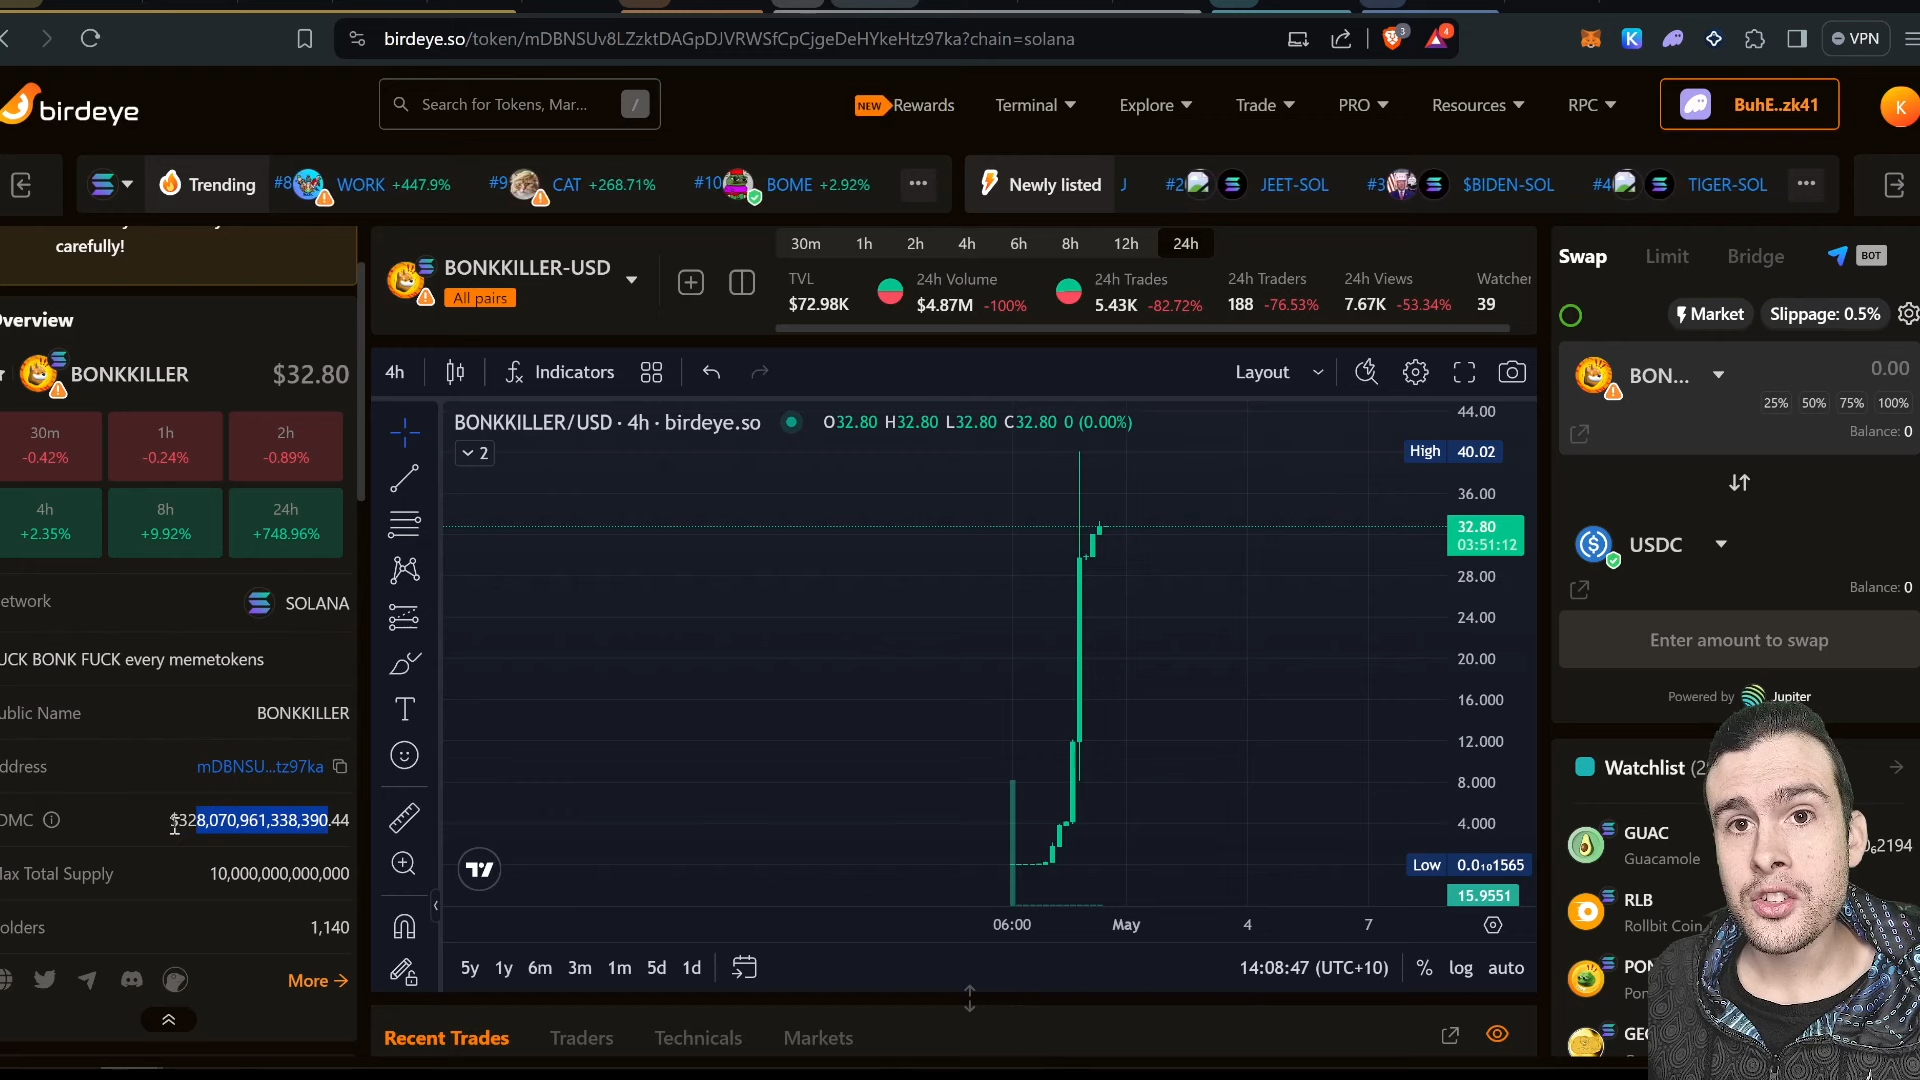 birdeye.so/token/mDBNSUv8LZzktDAGpDJVRWSfCpCjgeDeHYkeHtz97ka?chain=solana
3
4
VPN
birdeye
Search for Tokens, Mar...
/
NEW Rewards
Terminal
Explore
Trade
PRO
Resources
RPC
BuhE..zk41
K
Trending
#8 WORK +447.9%
#9 CAT +268.71%
#10 BOME +2.92%
...
Newly listed
J
#2 JEET-SOL
#3 $BIDEN-SOL
#4 TIGER-SOL
...
carefully!
Overview
BONKKILLER
$32.80
30m
-0.42%
1h
-0.24%
2h
-0.89%
4h
+2.35%
8h
+9.92%
24h
+748.96%
etwork
SOLANA
UCK BONK FUCK every memetokens
ublic Name
BONKKILLER
ddress
mDBNSU...tz97ka
DMC
$328,070,961,338,390.44
Max Total Supply
10,000,000,000,000
olders
1,140
More
BONKKILLER-USD
All pairs
30m 1h 2h 4h 6h 8h 12h 24h
TVL
$72.98K
24h Volume
$4.87M -100%
24h Trades
5.43K -82.72%
24h Traders
188 -76.53%
24h Views
7.67K -53.34%
Watcher
39
4h
Indicators
Layout
BONKKILLER/USD · 4h · birdeye.so
O32.80 H32.80 L32.80 C32.80 0 (0.00%)
2
44.00
High 40.02
36.00
32.80
03:51:12
28.00
24.00
20.00
16.000
12.000
8.000
4.000
Low 0.0₁₀1565
15.9551
06:00
May
4
7
5y 1y 6m 3m 1m 5d 1d
14:08:47 (UTC+10)
% log auto
Recent Trades
Traders
Technicals
Markets
Swap
Limit
Bridge
BOT
Market
Slippage: 0.5%
BON...
0.00
25% 50% 75% 100%
Balance: 0
USDC
Balance: 0
Enter amount to swap
Powered by Jupiter
Watchlist (2
GUAC
Guacamole
₆2194
RLB
Rollbit Coin
PON
Pon
GEC